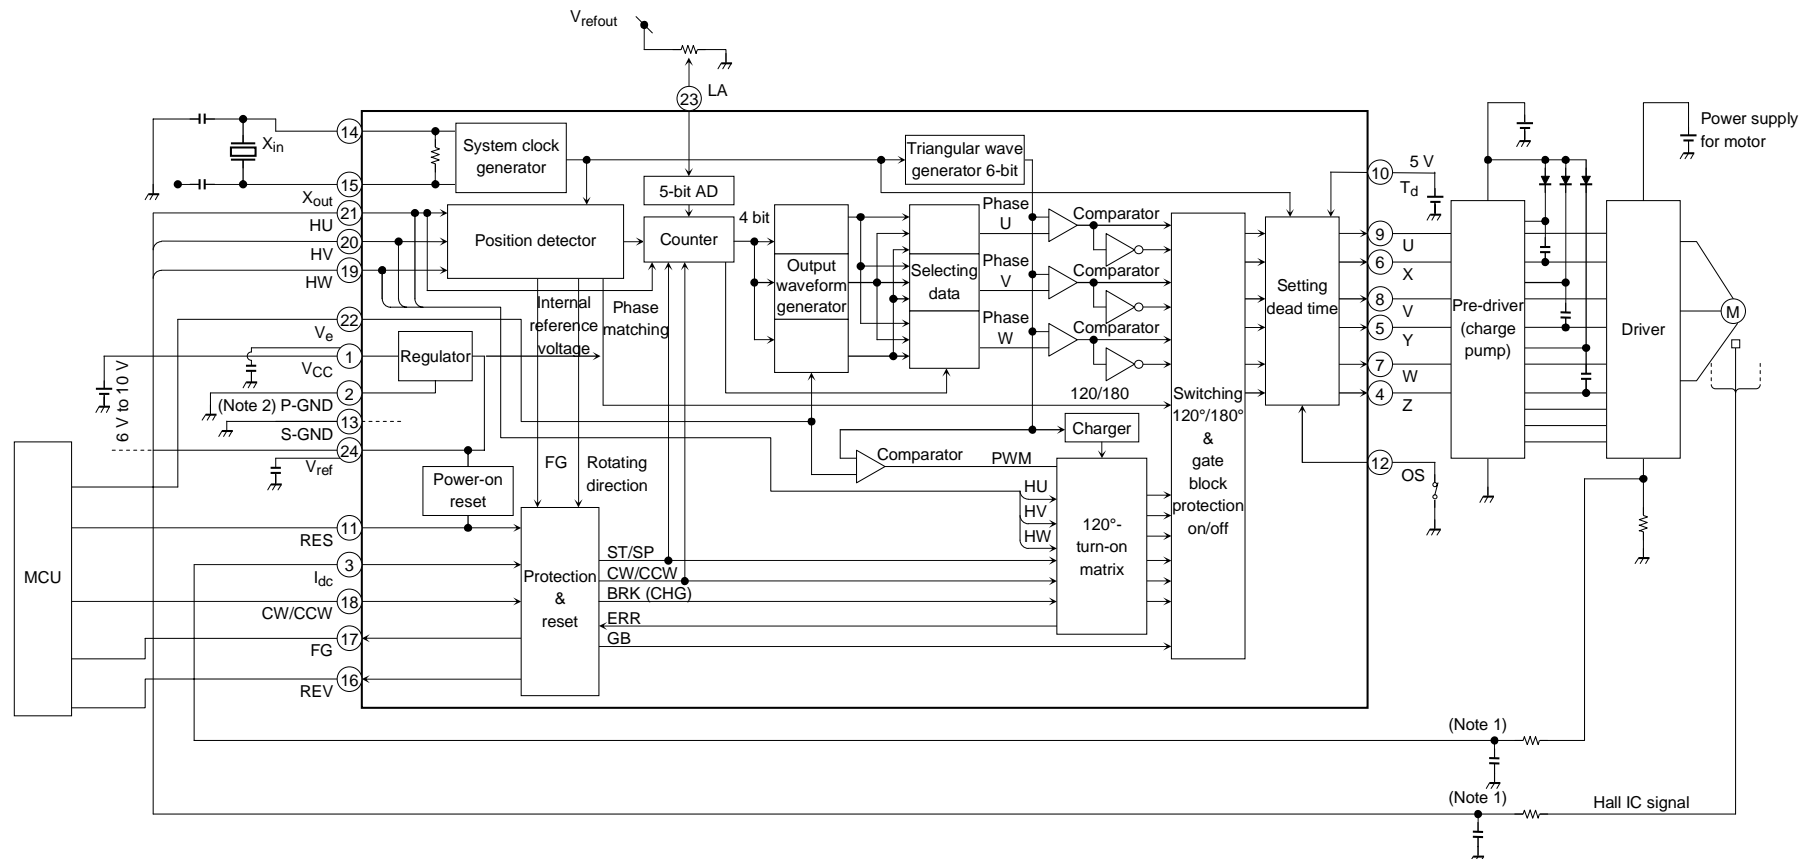 Vrefout
LA
23
14
Xin
15
Xout
System clock
generator
Triangular wave
generator 6-bit
5-bit AD
10
5 V
Td
Power supply
for motor
21
HU
20
HV
19
HW
Position detector
Counter
4 bit
Output
waveform
generator
Selecting
data
Phase
U
Phase
V
Phase
W
Comparator
Comparator
Comparator
Internal
reference
voltage
Phase
matching
22
Ve
1
VCC
Regulator
6 V to 10 V
2
(Note 2) P-GND
13
S-GND
24
Vref
120/180
Switching
120°/180°
&
gate
block
protection
on/off
Setting
dead time
9
U
6
X
8
V
5
Y
7
W
4
Z
Pre-driver
(charge
pump)
Driver
M
Charger
Comparator
PWM
FG
Rotating
direction
Power-on
reset
HU
HV
HW
120°-
turn-on
matrix
12
OS
MCU
11
RES
3
Idc
18
CW/CCW
17
FG
16
REV
Protection
&
reset
ST/SP
CW/CCW
BRK (CHG)
ERR
GB
(Note 1)
(Note 1)
Hall IC signal